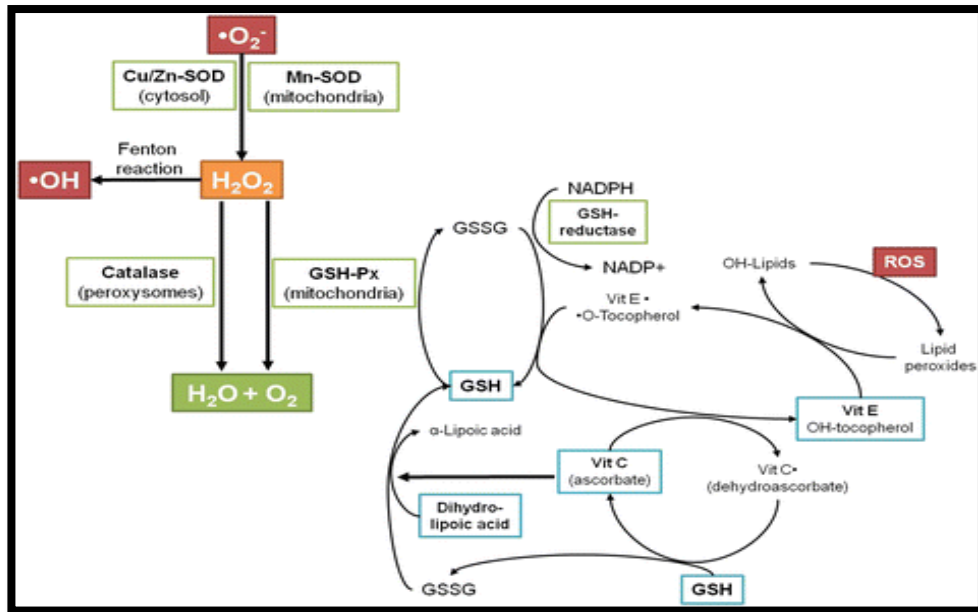 •O₂⁻
Cu/Zn-SOD
(cytosol)
Mn-SOD
(mitochondria)
Fenton
reaction
•OH
H₂O₂
Catalase
(peroxysomes)
GSH-Px
(mitochondria)
H₂O + O₂
NADPH
GSH-
reductase
GSSG
NADP+
OH-Lipids
ROS
Vit E •
•O-Tocopherol
Lipid
peroxides
GSH
Vit E
OH-tocopherol
α-Lipoic acid
Vit C
(ascorbate)
Vit C•
(dehydroascorbate)
Dihydro-
lipoic acid
GSSG
GSH